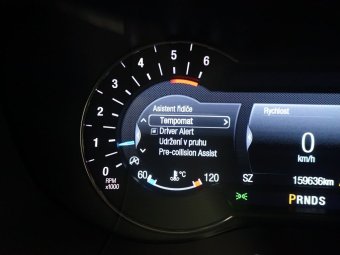 5
6
4
3
2
1
0
RPM
x1000
Asistent řidiče
Tempomat
Driver Alert
Udržení v pruhu
Pre-collision Assist
60
°C
120
Rychlost
0
km/h
SZ
159636km
PRNDS